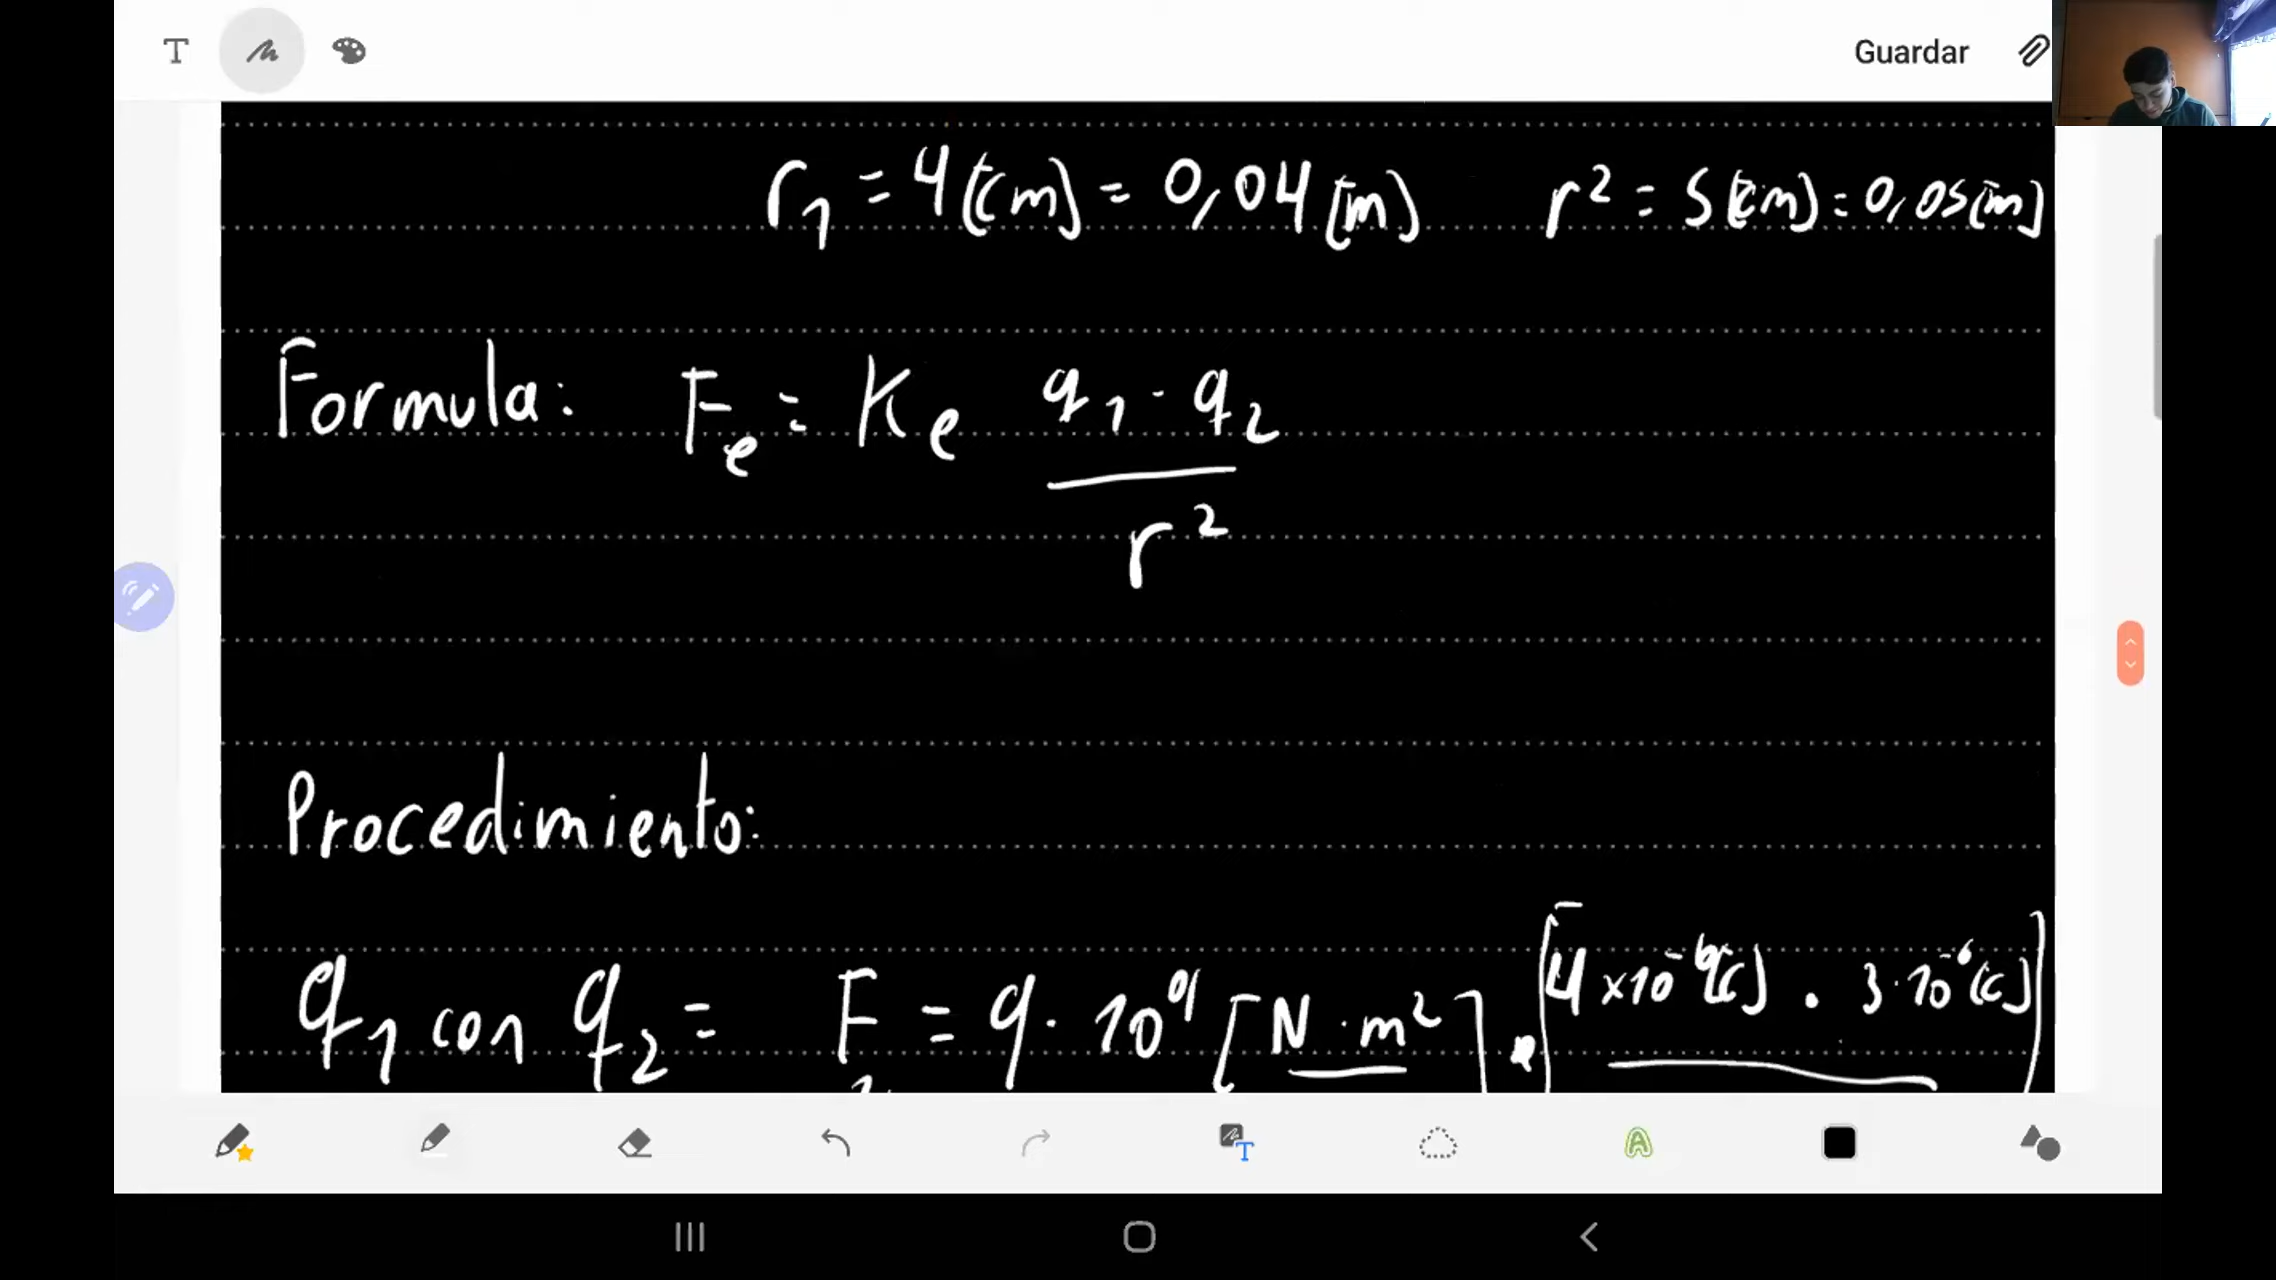 T Guardar
r₁ = 4 [cm] = 0,04 [m] r² = 5 [cm] = 0,05 [m]
Formula: Fₑ = Kₑ q₁ · q₂
r²
Procedimiento:
4 x10⁻⁶ [c] . 3·10⁻⁶ [c]
q₁ con q₂ = F = 9 · 10⁹ [N · m²] •